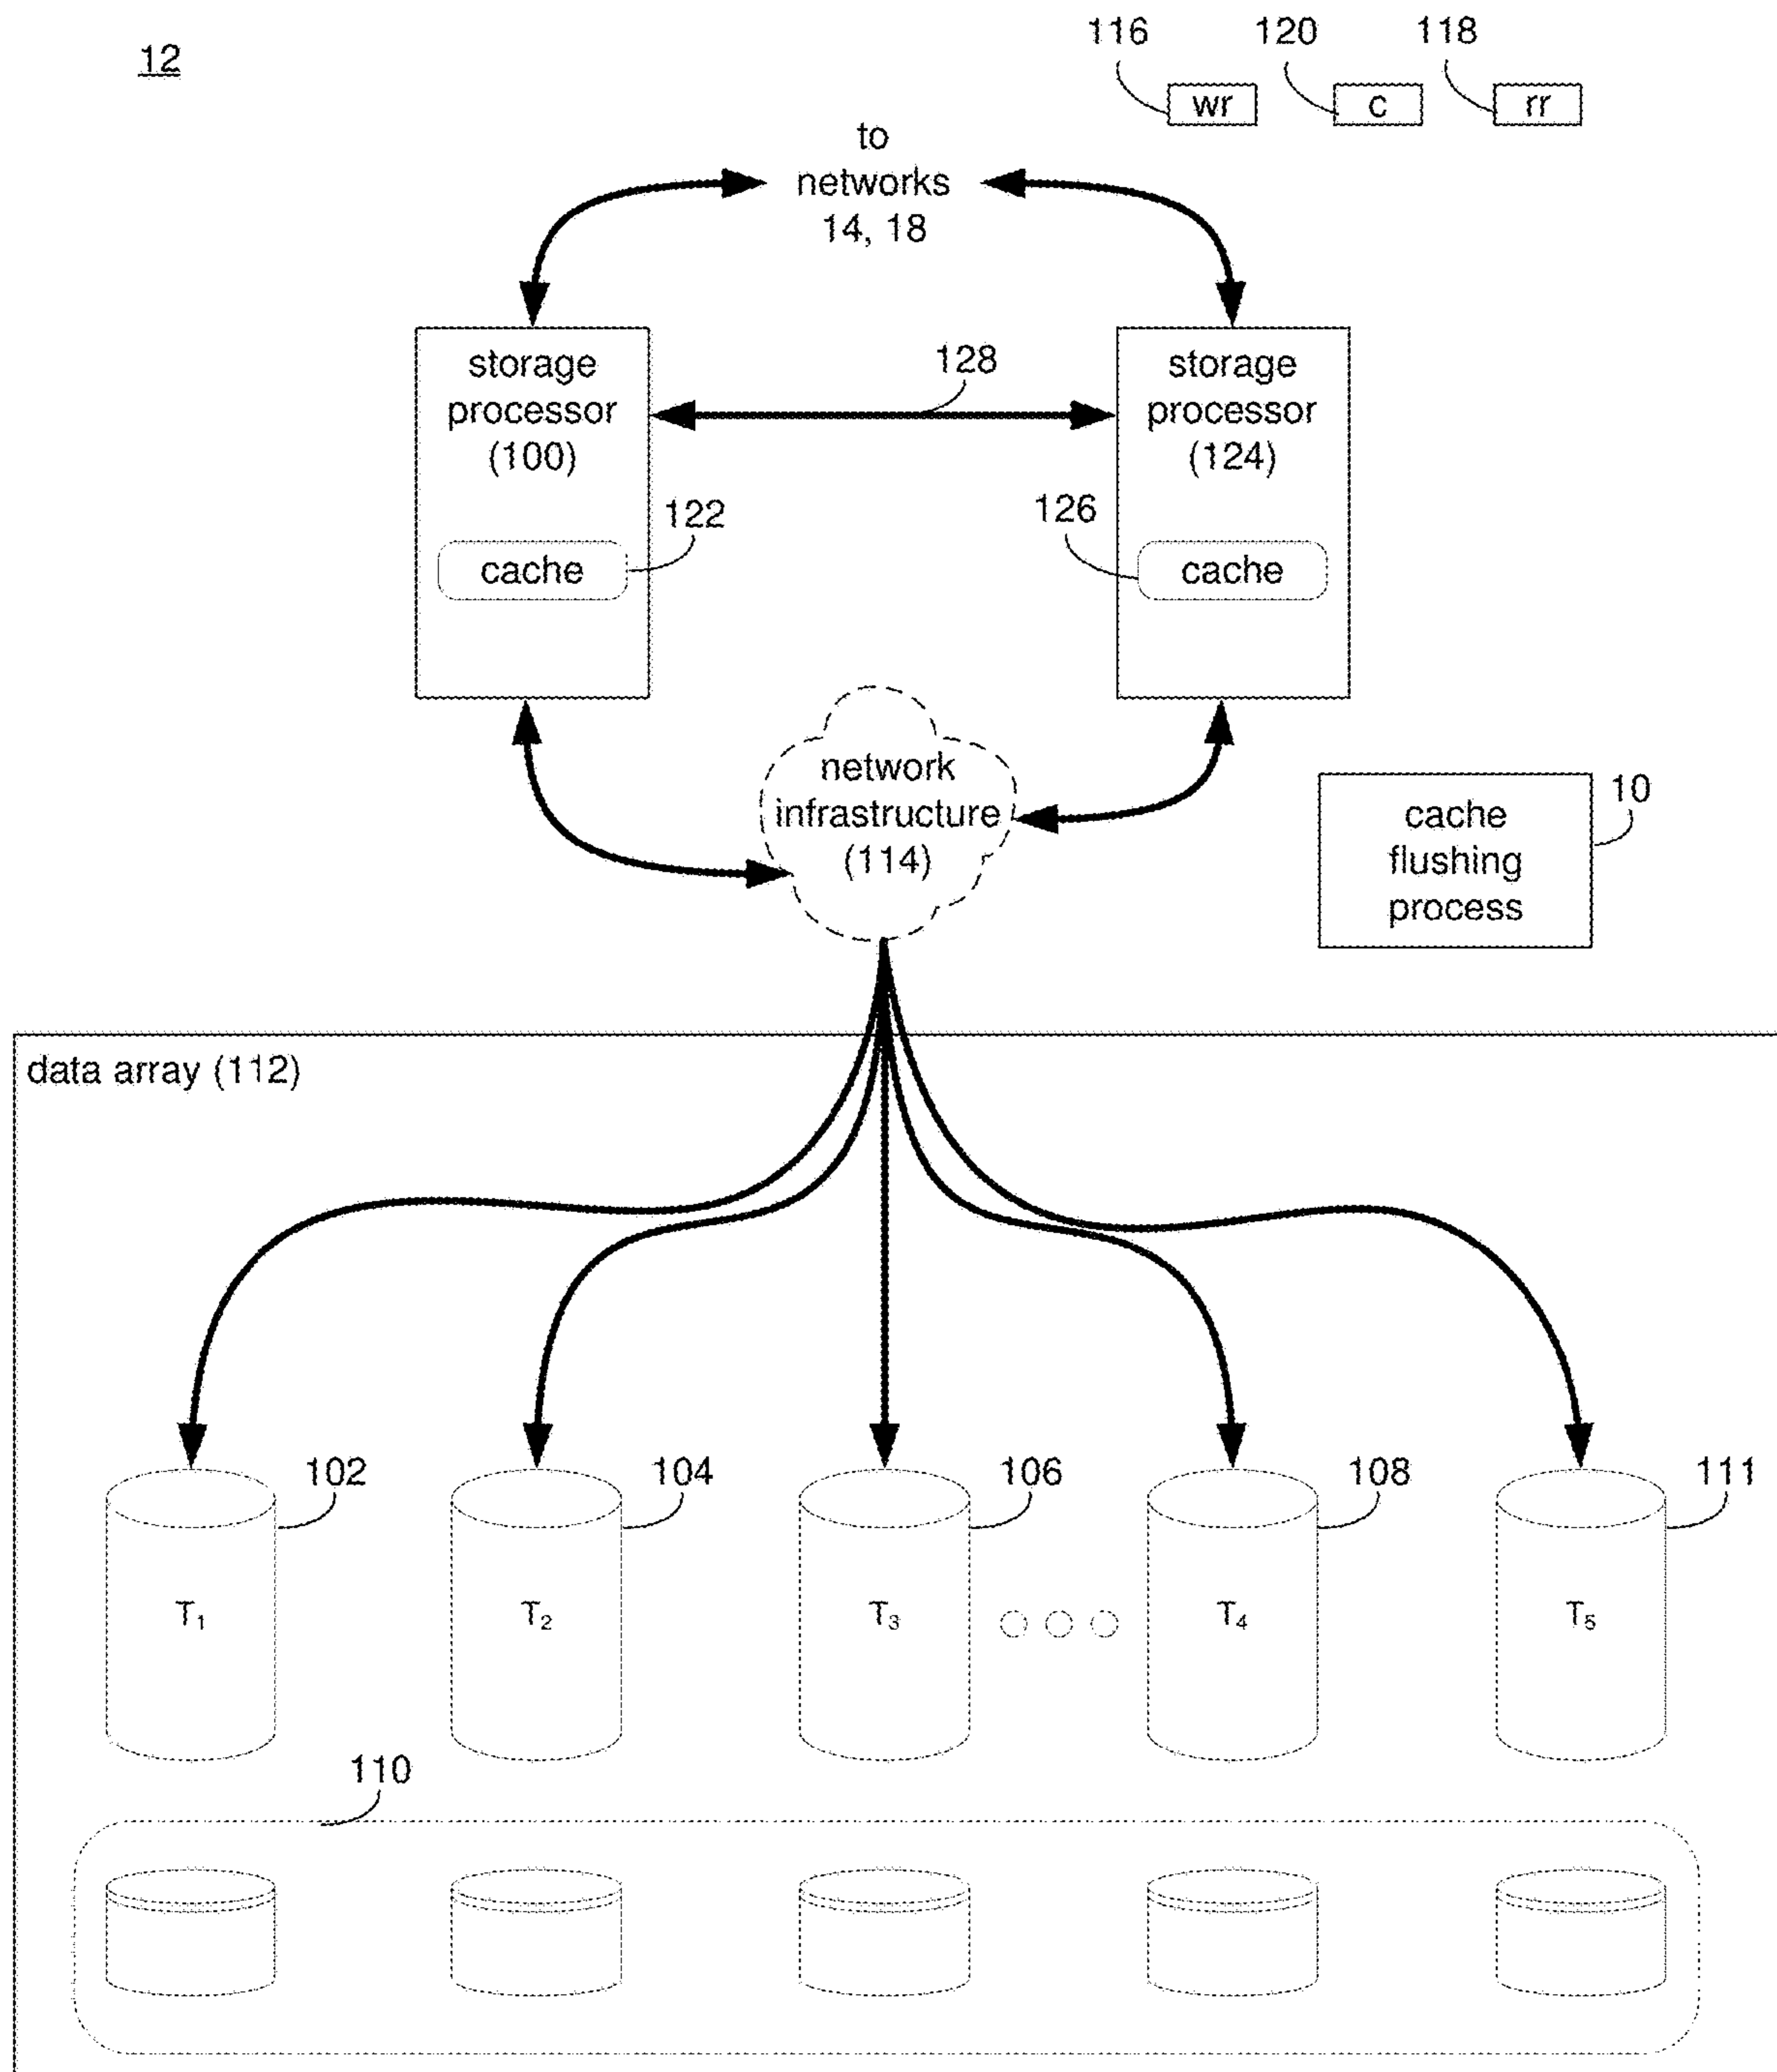 12
116
120
118
wr
c
rr
to
networks
14, 18
storage
processor
(100)
128
storage
processor
(124)
122
126
cache
cache
network
infrastructure
(114)
10
cache
flushing
process
data array (112)
102
104
106
108
111
T₁
T₂
T₃
T₄
T₅
110